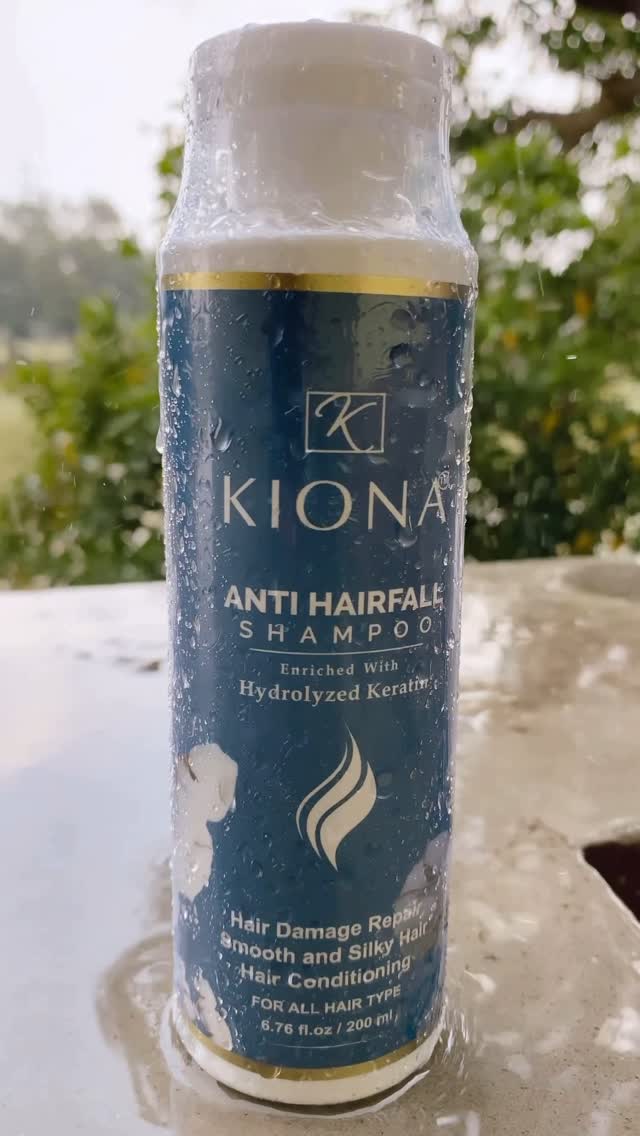 K
KIONA
ANTI HAIRFALL
SHAMPOO
Enriched With
Hydrolyzed Keratin
Hair Damage Repair
Smooth and Silky Hair
Hair Conditioning
FOR ALL HAIR TYPE
6.76 fl.oz / 200 ml